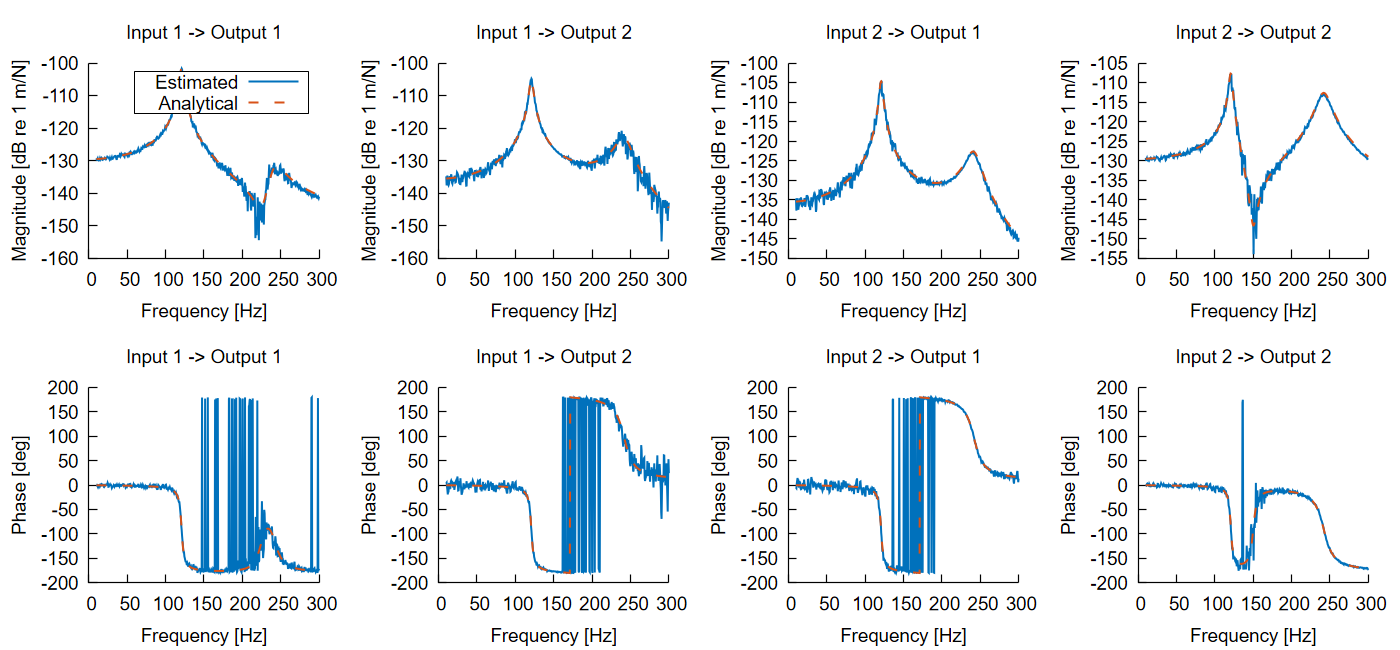 Input 1 -> Output 1
Input 1 -> Output 2
Input 2 -> Output 1
Input 2 -> Output 2
Magnitude [dB re 1 m/N]
-100
-110
-120
-130
-140
-150
-160
Estimated
Analytical
0 50 100 150 200 250 300
Frequency [Hz]
Magnitude [dB re 1 m/N]
-100
-110
-120
-130
-140
-150
-160
0 50 100 150 200 250 300
Frequency [Hz]
Magnitude [dB re 1 m/N]
-100
-105
-110
-115
-120
-125
-130
-135
-140
-145
-150
0 50 100 150 200 250 300
Frequency [Hz]
Magnitude [dB re 1 m/N]
-105
-110
-115
-120
-125
-130
-135
-140
-145
-150
-155
0 50 100 150 200 250 300
Frequency [Hz]
Input 1 -> Output 1
Input 1 -> Output 2
Input 2 -> Output 1
Input 2 -> Output 2
Phase [deg]
200
150
100
50
0
-50
-100
-150
-200
0 50 100 150 200 250 300
Frequency [Hz]
Phase [deg]
200
150
100
50
0
-50
-100
-150
-200
0 50 100 150 200 250 300
Frequency [Hz]
Phase [deg]
200
150
100
50
0
-50
-100
-150
-200
0 50 100 150 200 250 300
Frequency [Hz]
Phase [deg]
200
150
100
50
0
-50
-100
-150
-200
0 50 100 150 200 250 300
Frequency [Hz]